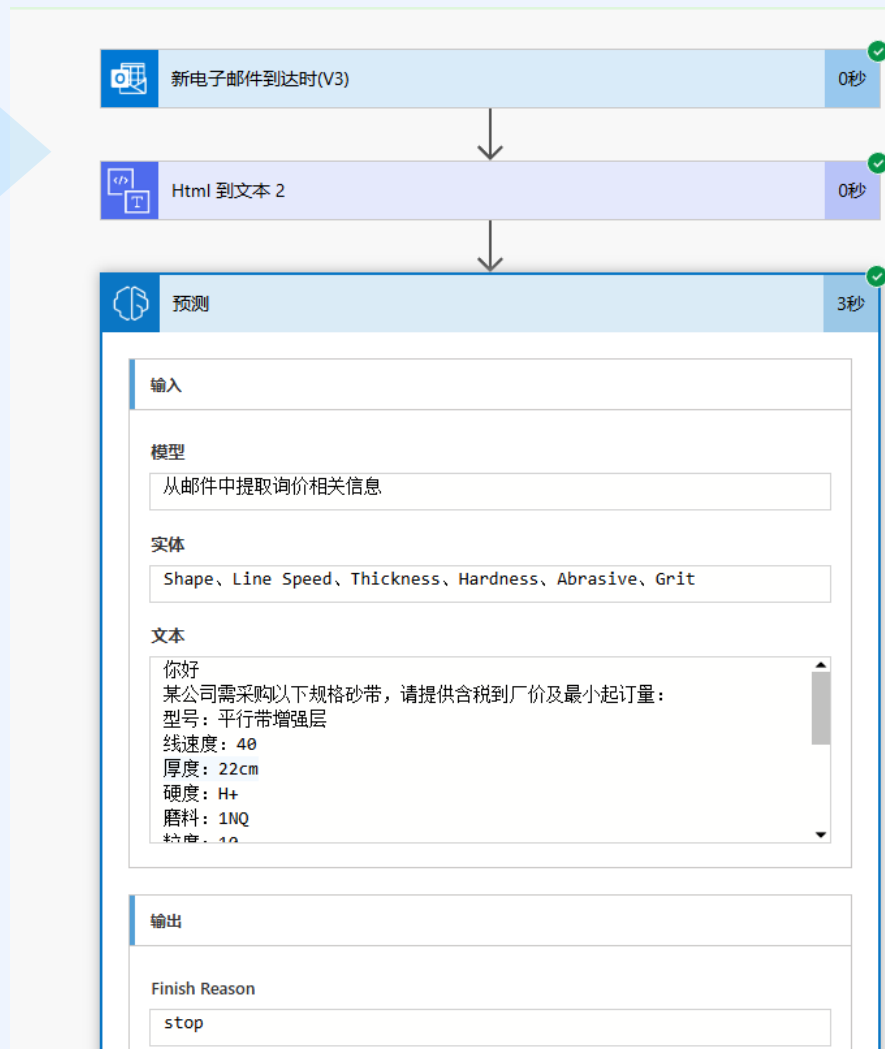 新电子邮件到达时(V3)
0秒
Html 到文本 2
0秒
预测
3秒
输入
模型
从邮件中提取询价相关信息
实体
Shape、Line Speed、Thickness、Hardness、Abrasive、Grit
文本
你好
某公司需采购以下规格砂带，请提供含税到厂价及最小起订量：
型号：平行带增强层
线速度：40
厚度：22cm
硬度：H+
磨料：1NQ
粒度：10
输出
Finish Reason
stop